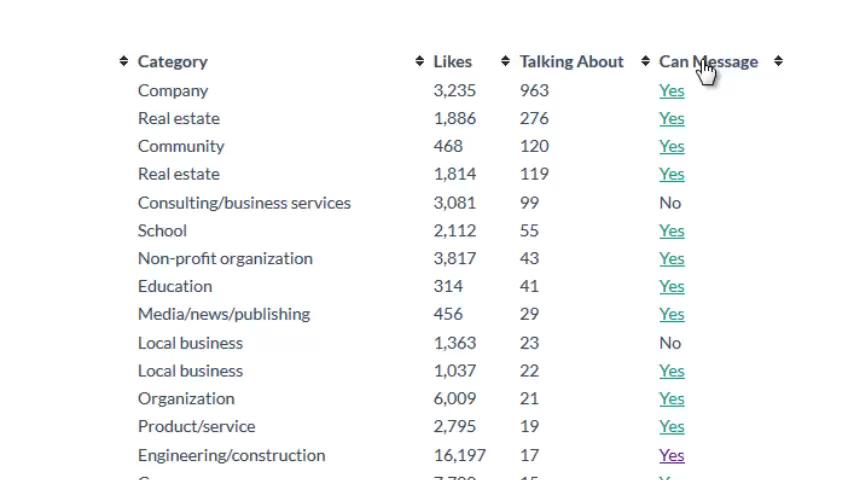 Category Likes Talking About Can Message
Company 3,235 963 Yes
Real estate 1,886 276 Yes
Community 468 120 Yes
Real estate 1,814 119 Yes
Consulting/business services 3,081 99 No
School 2,112 55 Yes
Non-profit organization 3,817 43 Yes
Education 314 41 Yes
Media/news/publishing 456 29 Yes
Local business 1,363 23 No
Local business 1,037 22 Yes
Organization 6,009 21 Yes
Product/service 2,795 19 Yes
Engineering/construction 16,197 17 Yes